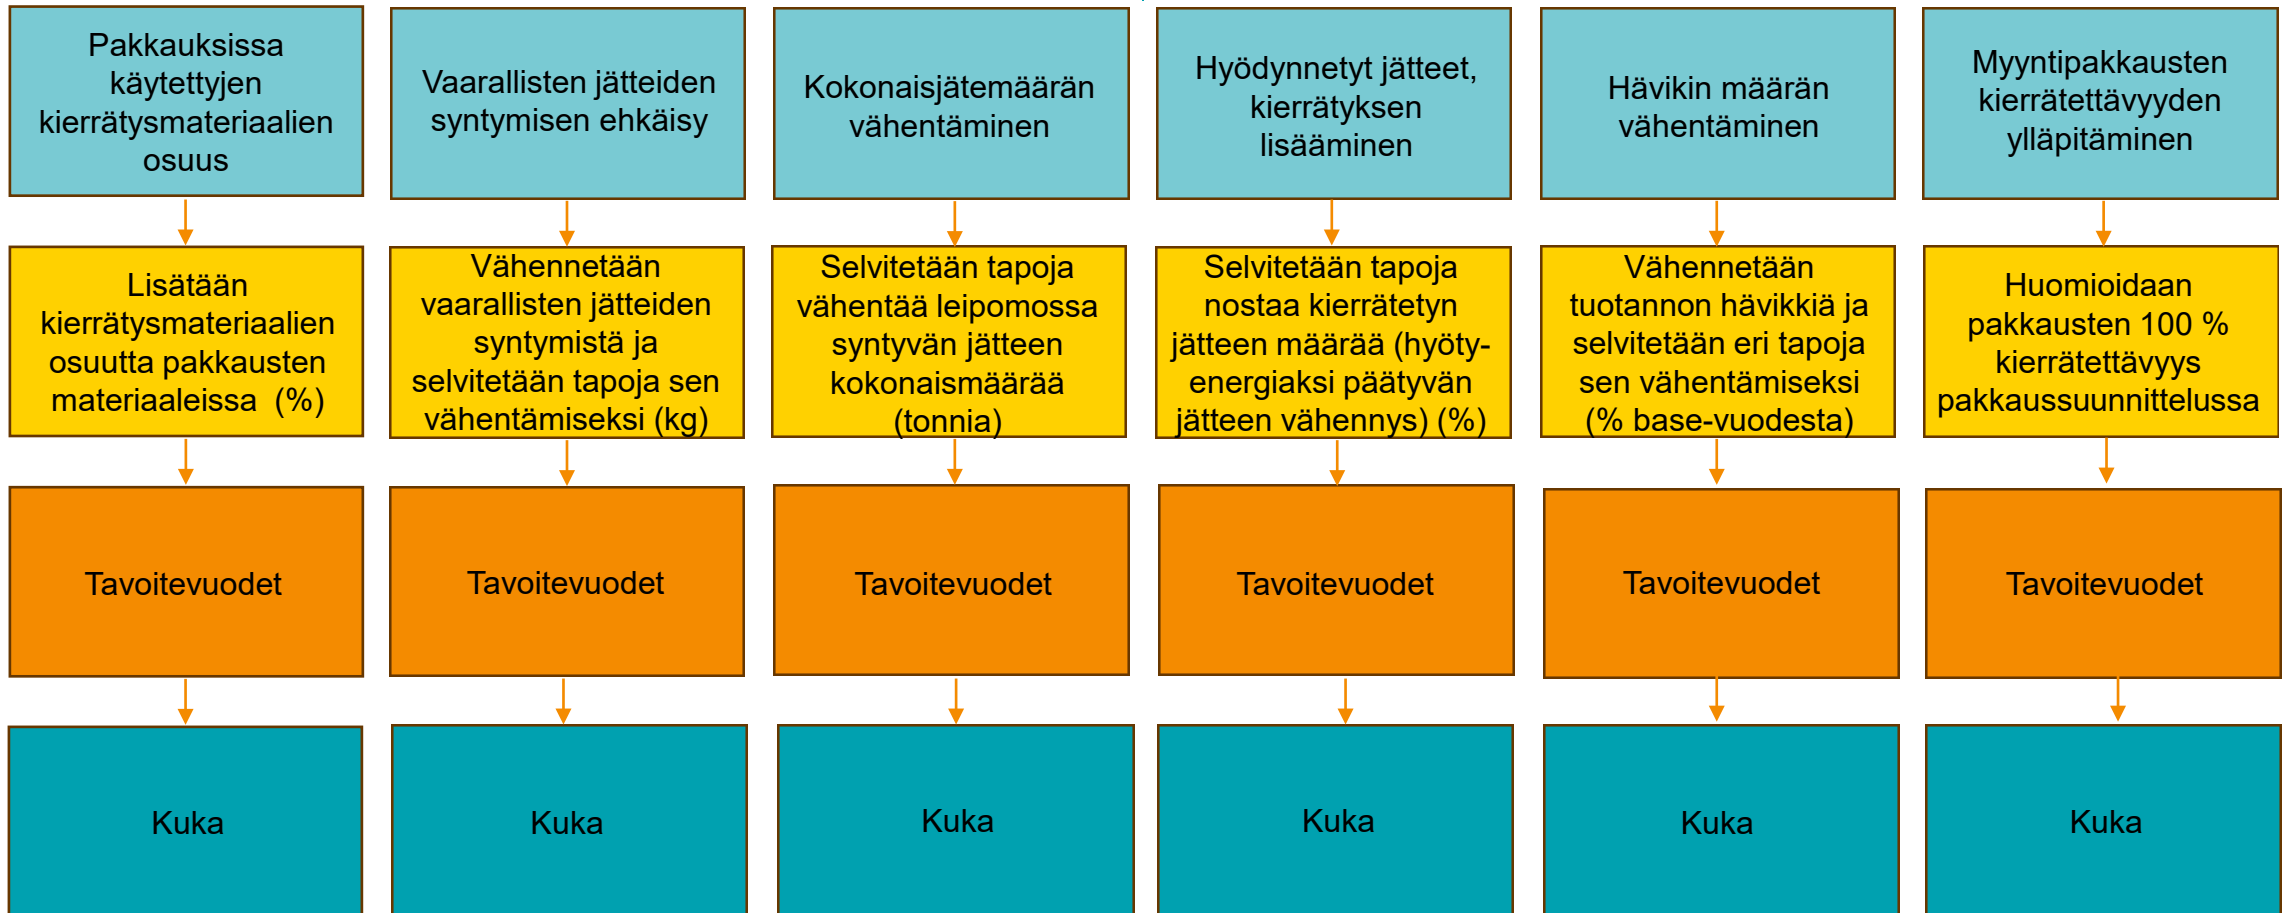 Pakkauksissa
käytettyjen
kierrätysmateriaalien
osuus
Vaarallisten jätteiden
syntymisen ehkäisy
Kokonaisjätemäärän
vähentäminen
Hyödynnetyt jätteet,
kierrätyksen
lisääminen
Hävikin määrän
vähentäminen
Myyntipakkausten
kierrätettävyyden
ylläpitäminen
Lisätään
kierrätysmateriaalien
osuutta pakkausten
materiaaleissa (%)
Vähennetään
vaarallisten jätteiden
syntymistä ja
selvitetään tapoja sen
vähentämiseksi (kg)
Selvitetään tapoja
vähentää leipomossa
syntyvän jätteen
kokonaismäärää
(tonnia)
Selvitetään tapoja
nostaa kierrätetyn
jätteen määrää (hyöty-
energiaksi päätyvän
jätteen vähennys) (%)
Vähennetään
tuotannon hävikkiä ja
selvitetään eri tapoja
sen vähentämiseksi
(% base-vuodesta)
Huomioidaan
pakkausten 100 %
kierrätettävyys
pakkaussuunnittelussa
Tavoitevuodet
Tavoitevuodet
Tavoitevuodet
Tavoitevuodet
Tavoitevuodet
Tavoitevuodet
Kuka
Kuka
Kuka
Kuka
Kuka
Kuka